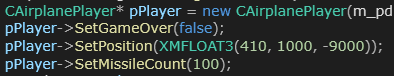 CAirplanePlayer* pPlayer = new CAirplanePlayer(m_pd
pPlayer->SetGameOver(false);
pPlayer->SetPosition(XMFLOAT3(410, 1000, -9000));
pPlayer->SetMissileCount(100);